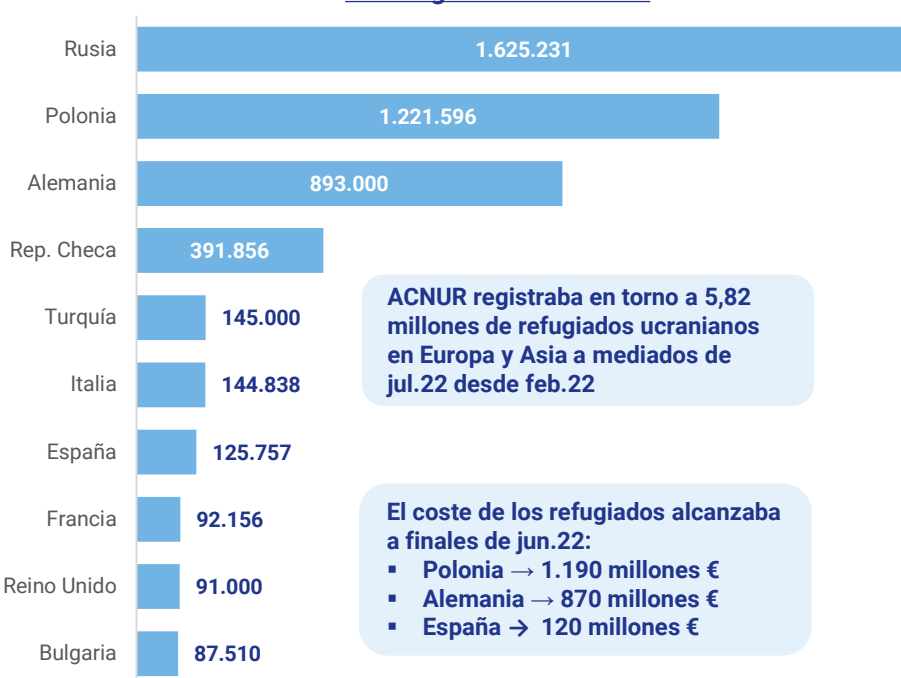 Rusia 1.625.231
Polonia 1.221.596
Alemania 893.000
Rep. Checa 391.856
Turquía 145.000
Italia 144.838
España 125.757
Francia 92.156
Reino Unido 91.000
Bulgaria 87.510
ACNUR registraba en torno a 5,82
millones de refugiados ucranianos
en Europa y Asia a mediados de
jul.22 desde feb.22
El coste de los refugiados alcanzaba
a finales de jun.22:
▪ Polonia → 1.190 millones €
▪ Alemania → 870 millones €
▪ España → 120 millones €